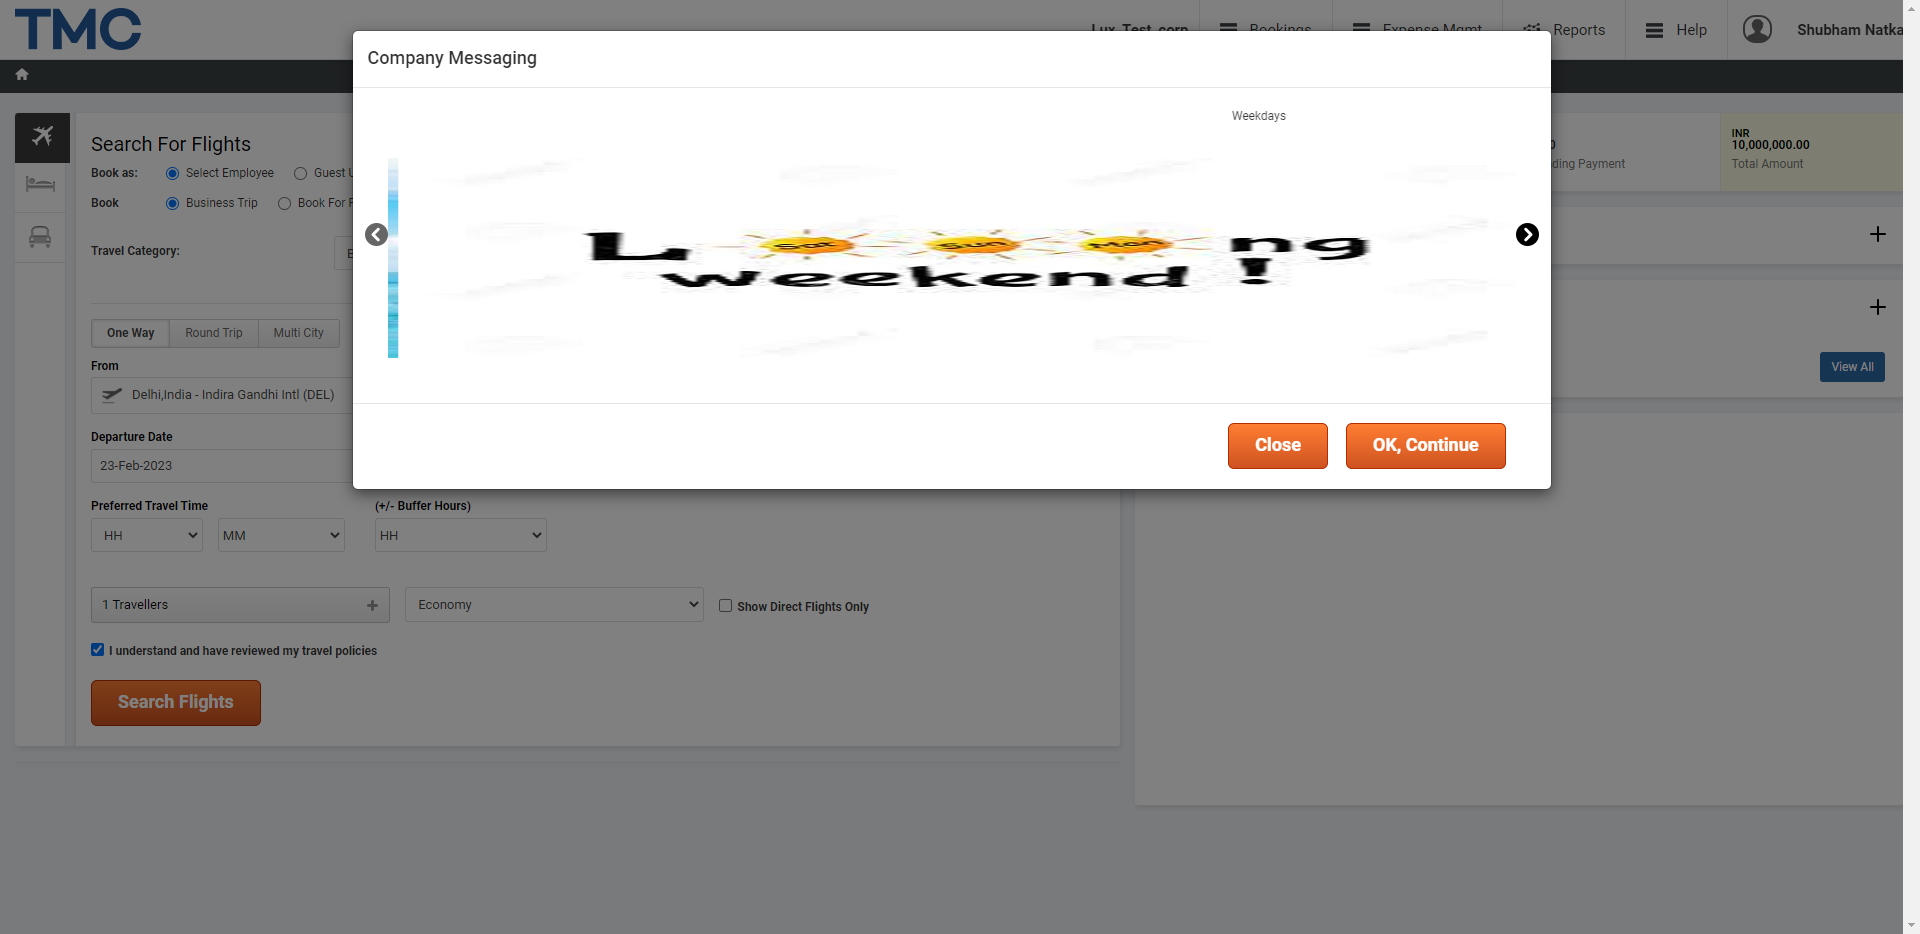 TMC
Lux_Test_corp
Bookings
Expense Mgmt
Reports
Help
Shubham Natka
Company Messaging
Weekdays
L Sat Sun Mon ng
weekend !
Close
OK, Continue
Search For Flights
Book as:
Select Employee
Guest U
Book
Business Trip
Book For F
Travel Category:
B
One Way
Round Trip
Multi City
From
Delhi,India - Indira Gandhi Intl (DEL)
Departure Date
23-Feb-2023
Preferred Travel Time
(+/- Buffer Hours)
HH
MM
HH
1 Travellers
Economy
Show Direct Flights Only
I understand and have reviewed my travel policies
Search Flights
0
ding Payment
INR
10,000,000.00
Total Amount
View All